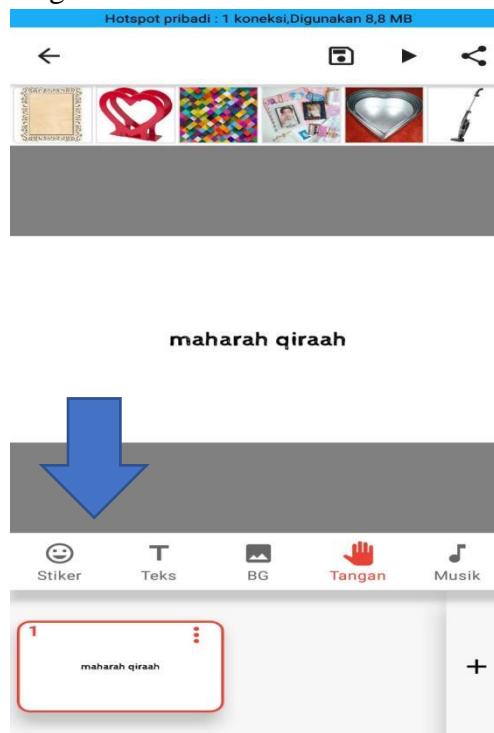 Hotspot pribadi : 1 koneksi,Digunakan 8,8 MB
maharah qiraah
Stiker Teks BG Tangan Musik
1
maharah qiraah
+